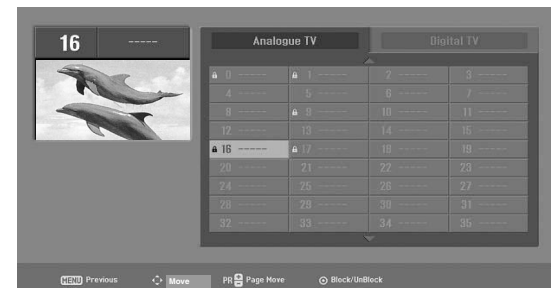 16 -----
Analogue TV Digital TV
0 ----- 1 ----- 2 ----- 3 -----
4 ----- 5 ----- 6 ----- 7 -----
8 ----- 9 ----- 10 ----- 11 -----
12 ----- 13 ----- 14 ----- 15 -----
16 ----- 17 ----- 18 ----- 19 -----
20 ----- 21 ----- 22 ----- 23 -----
24 ----- 25 ----- 26 ----- 27 -----
28 ----- 29 ----- 30 ----- 31 -----
32 ----- 33 ----- 34 ----- 35 -----
MENU Previous Move PR Page Move Block/UnBlock